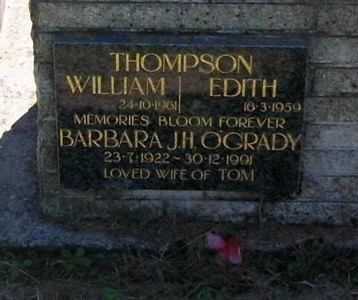 THOMPSON
WILLIAM | EDITH
24·10·1961 16·3·1959
MEMORIES BLOOM FOREVER
BARBARA J.H. O'GRADY
23·7·1922 ~ 30·12·1991
LOVED WIFE OF TOM